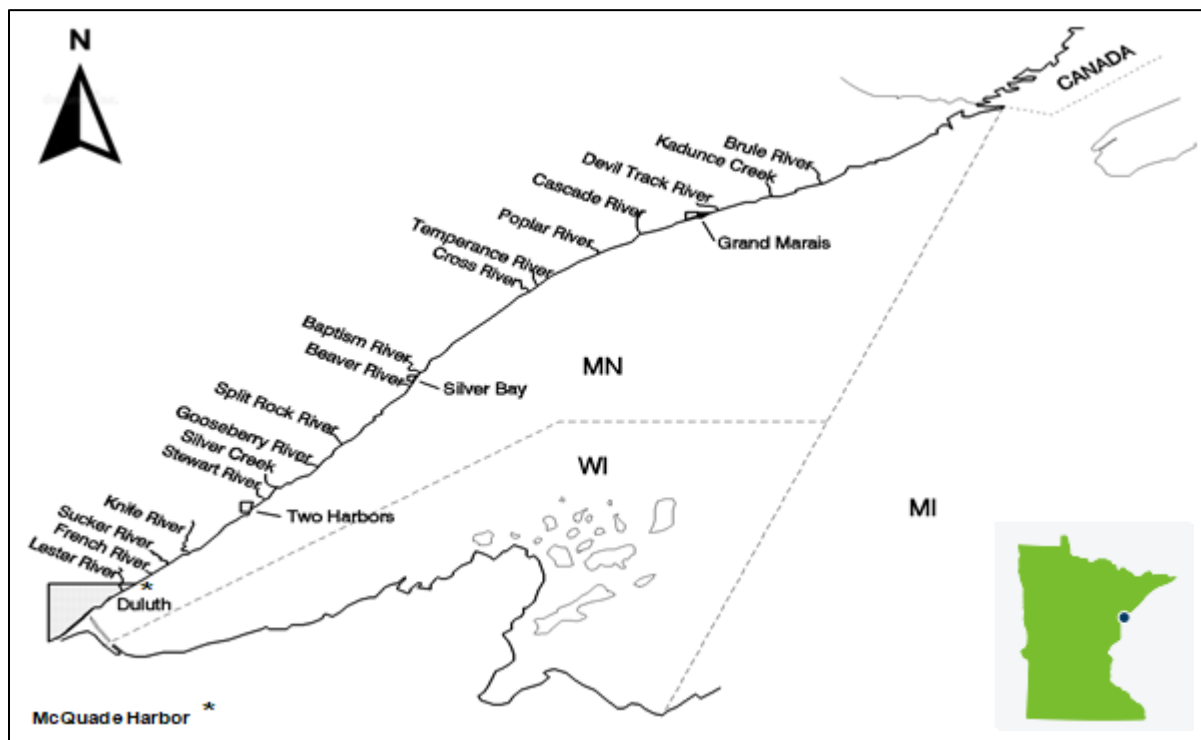 N
CANADA
Brule River
Kadunce Creek
Devil Track River
Cascade River
Grand Marais
Poplar River
Temperance River
Cross River
Baptism River
Beaver River
Silver Bay
MN
Split Rock River
Gooseberry River
Silver Creek
Stewart River
WI
MI
Two Harbors
Knife River
Sucker River
French River
Lester River
*
Duluth
McQuade Harbor *